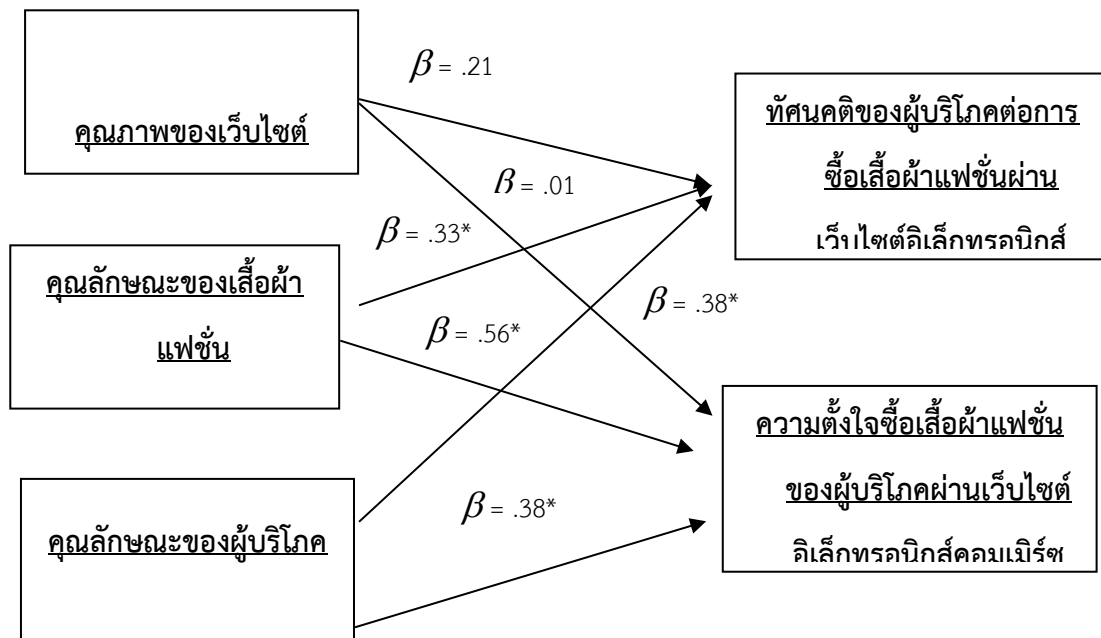 β = .21
คุณภาพของเว็บไซต์
ทัศนคติของผู้บริโภคต่อการ
ซื้อเสื้อผ้าแฟชั่นผ่าน
เว็บไซต์อิเล็กทรอนิกส์
β = .01
β = .33*
คุณลักษณะของเสื้อผ้า
แฟชั่น
β = .38*
β = .56*
ความตั้งใจซื้อเสื้อผ้าแฟชั่น
ของผู้บริโภคผ่านเว็บไซต์
อิเล็กทรอนิกส์คอมเมิร์ซ
β = .38*
คุณลักษณะของผู้บริโภค